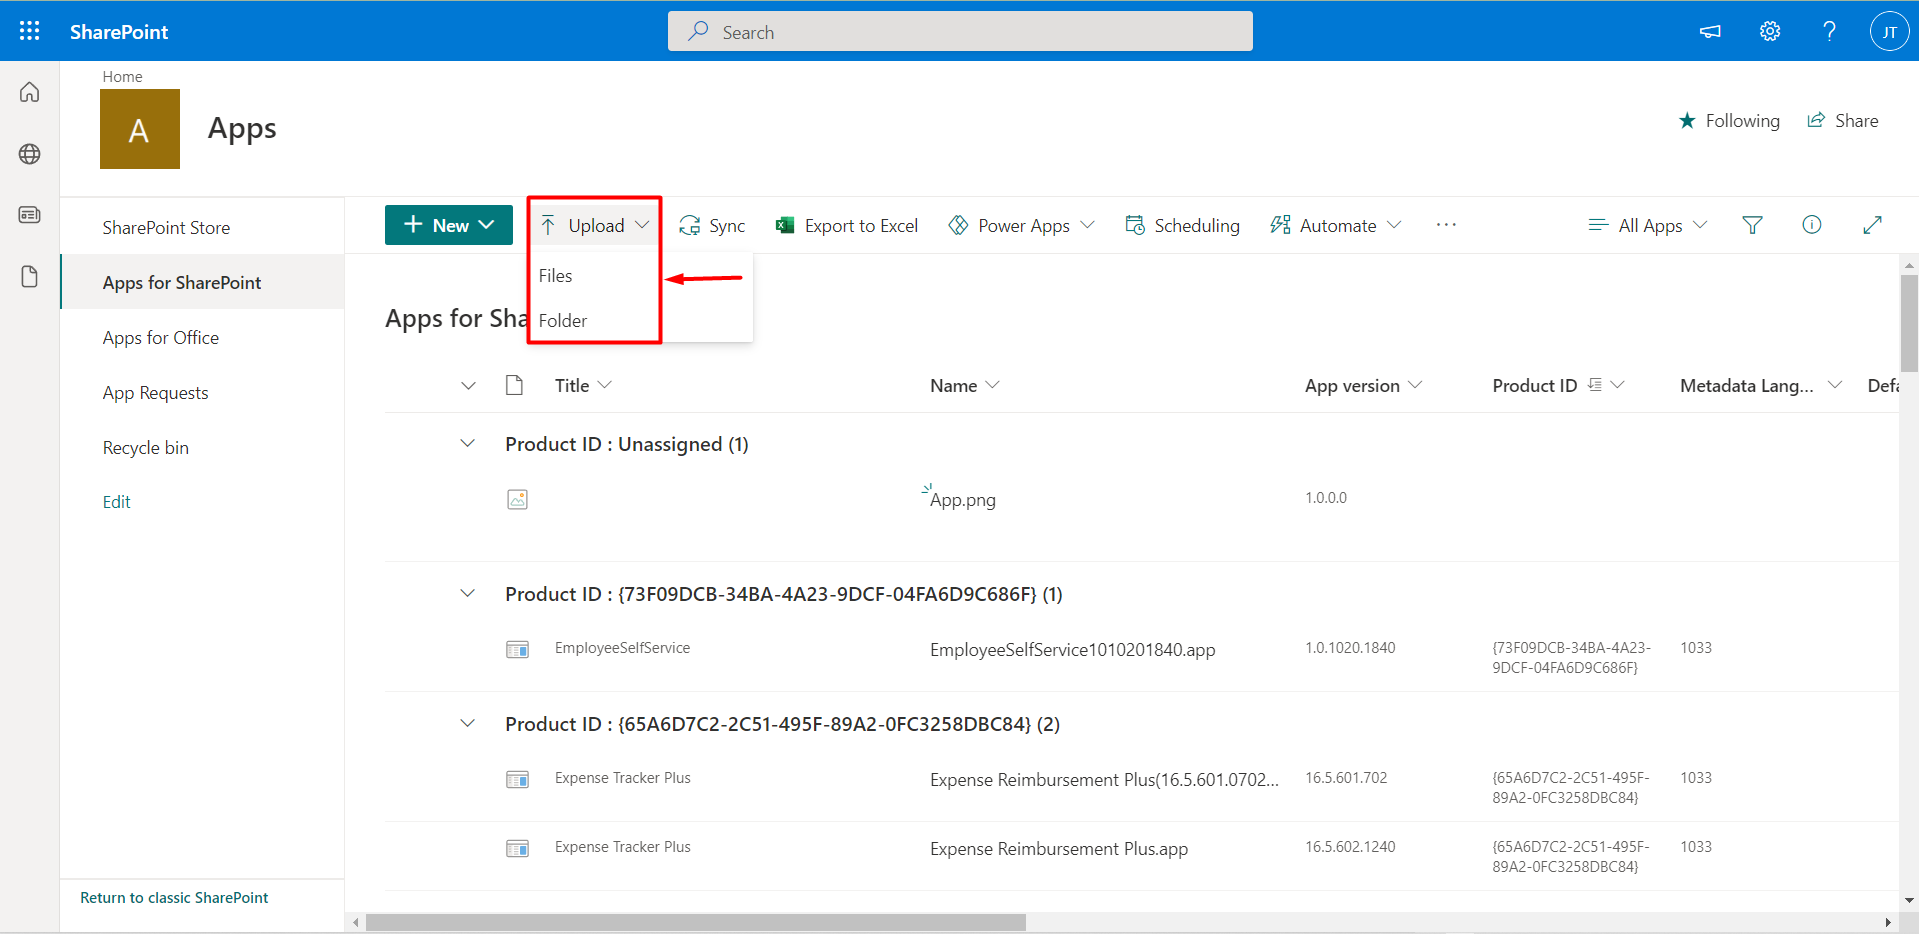 SharePoint
Search
JT
Home
A
Apps
Following
Share
SharePoint Store
Apps for SharePoint
Apps for Office
App Requests
Recycle bin
Edit
Return to classic SharePoint
New
Upload
Sync
Export to Excel
Power Apps
Scheduling
Automate
...
All Apps
Files
Folder
Apps for Sha
Title
Name
App version
Product ID
Metadata Lang...
Defa
Product ID : Unassigned (1)
App.png
1.0.0.0
Product ID : {73F09DCB-34BA-4A23-9DCF-04FA6D9C686F} (1)
EmployeeSelfService
EmployeeSelfService1010201840.app
1.0.1020.1840
{73F09DCB-34BA-4A23-
9DCF-04FA6D9C686F}
1033
Product ID : {65A6D7C2-2C51-495F-89A2-0FC3258DBC84} (2)
Expense Tracker Plus
Expense Reimbursement Plus(16.5.601.0702...
16.5.601.702
{65A6D7C2-2C51-495F-
89A2-0FC3258DBC84}
1033
Expense Tracker Plus
Expense Reimbursement Plus.app
16.5.602.1240
{65A6D7C2-2C51-495F-
89A2-0FC3258DBC84}
1033